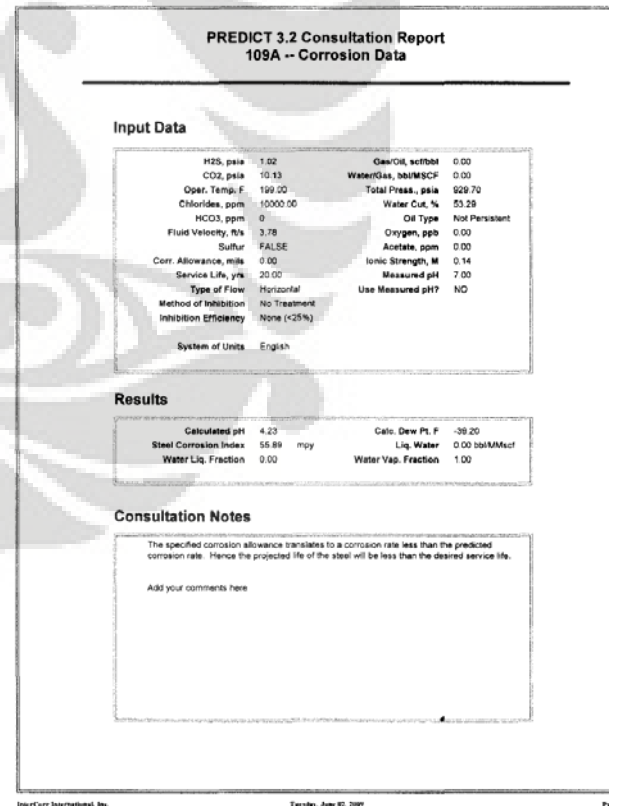 PREDICT 3.2 Consultation Report
109A -- Corrosion Data
Input Data
H2S, psia 1.02 Gas/Oil, scf/bbl 0.00
CO2, psia 10.13 Water/Gas, bbl/MSCF 0.00
Oper. Temp. F 199.00 Total Press., psia 929.70
Chlorides, ppm 10000.00 Water Cut, % 53.29
HCO3, ppm 0 Oil Type Not Persistent
Fluid Velocity, ft/s 3.78 Oxygen, ppb 0.00
Sulfur FALSE Acetate, ppm 0.00
Corr. Allowance, mils 0.00 Ionic Strength, M 0.14
Service Life, yrs 20.00 Measured pH 7.00
Type of Flow Horizontal Use Measured pH? NO
Method of Inhibition No Treatment
Inhibition Efficiency None (<25%)
System of Units English
Results
Calculated pH 4.23 Calc. Dew Pt. F -39.20
Steel Corrosion Index 55.89 mpy Liq. Water 0.00 bbl/MMscf
Water Liq. Fraction 0.00 Water Vap. Fraction 1.00
Consultation Notes
The specified corrosion allowance translates to a corrosion rate less than the predicted
corrosion rate. Hence the projected life of the steel will be less than the desired service life.
Add your comments here
InterCorr International, Inc. Tuesday, June 02, 2009